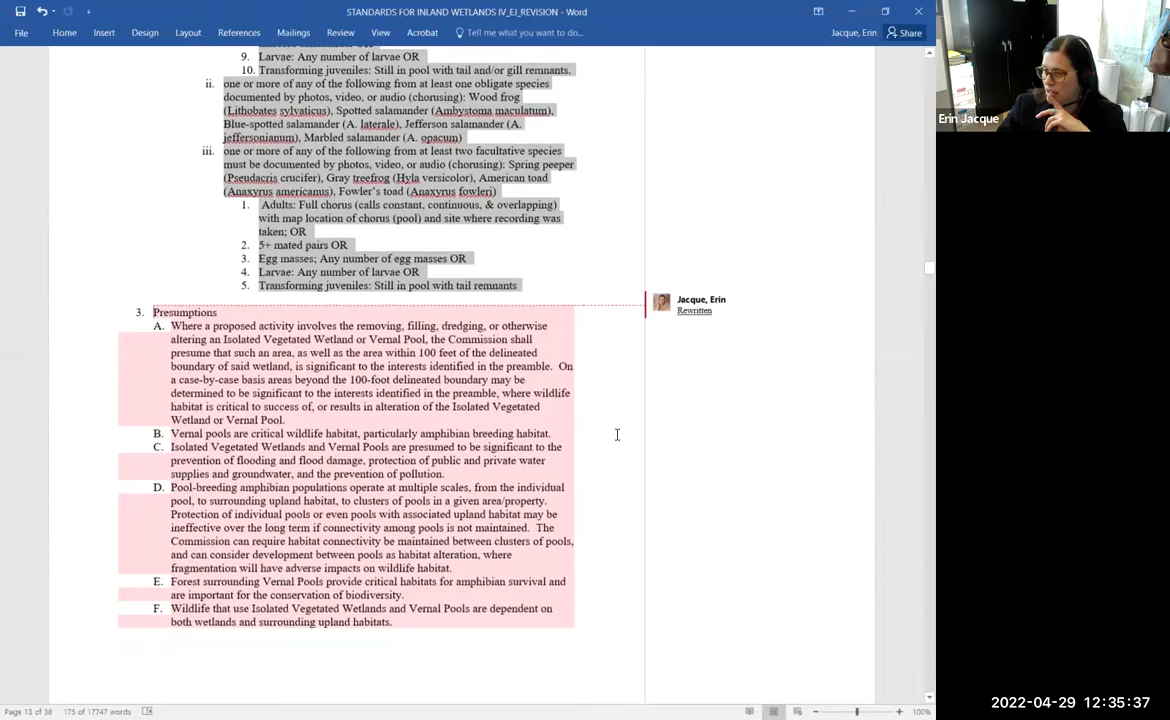 STANDARDS FOR INLAND WETLANDS IV_EJ_REVISION - Word
File Home Insert Design Layout References Mailings Review View Acrobat Tell me what you want to do... Jacque, Erin Share
9. Larvae: Any number of larvae OR
10. Transforming juveniles: Still in pool with tail and/or gill remnants.
ii. one or more of any of the following from at least one obligate species
documented by photos, video, or audio (chorusing): Wood frog
(Lithobates sylvaticus), Spotted salamander (Ambystoma maculatum),
Blue-spotted salamander (A. laterale), Jefferson salamander (A.
jeffersonianum), Marbled salamander (A. opacum)
iii. one or more of any of the following from at least two facultative species
must be documented by photos, video, or audio (chorusing): Spring peeper
(Pseudacris crucifer), Gray treefrog (Hyla versicolor), American toad
(Anaxyrus americanus), Fowler's toad (Anaxyrus fowleri)
1. Adults: Full chorus (calls constant, continuous, & overlapping)
with map location of chorus (pool) and site where recording was
taken; OR
2. 5+ mated pairs OR
3. Egg masses; Any number of egg masses OR
4. Larvae: Any number of larvae OR
5. Transforming juveniles: Still in pool with tail remnants
3. Presumptions
A. Where a proposed activity involves the removing, filling, dredging, or otherwise
altering an Isolated Vegetated Wetland or Vernal Pool, the Commission shall
presume that such an area, as well as the area within 100 feet of the delineated
boundary of said wetland, is significant to the interests identified in the preamble. On
a case-by-case basis areas beyond the 100-foot delineated boundary may be
determined to be significant to the interests identified in the preamble, where wildlife
habitat is critical to success of, or results in alteration of the Isolated Vegetated
Wetland or Vernal Pool.
B. Vernal pools are critical wildlife habitat, particularly amphibian breeding habitat.
C. Isolated Vegetated Wetlands and Vernal Pools are presumed to be significant to the
prevention of flooding and flood damage, protection of public and private water
supplies and groundwater, and the prevention of pollution.
D. Pool-breeding amphibian populations operate at multiple scales, from the individual
pool, to surrounding upland habitat, to clusters of pools in a given area/property.
Protection of individual pools or even pools with associated upland habitat may be
ineffective over the long term if connectivity among pools is not maintained. The
Commission can require habitat connectivity be maintained between clusters of pools,
and can consider development between pools as habitat alteration, where
fragmentation will have adverse impacts on wildlife habitat.
E. Forest surrounding Vernal Pools provide critical habitats for amphibian survival and
are important for the conservation of biodiversity.
F. Wildlife that use Isolated Vegetated Wetlands and Vernal Pools are dependent on
both wetlands and surrounding upland habitats.
Jacque, Erin
Rewritten
Erin Jacque
Page 13 of 38 175 of 17747 words
100%
2022-04-29 12:35:37